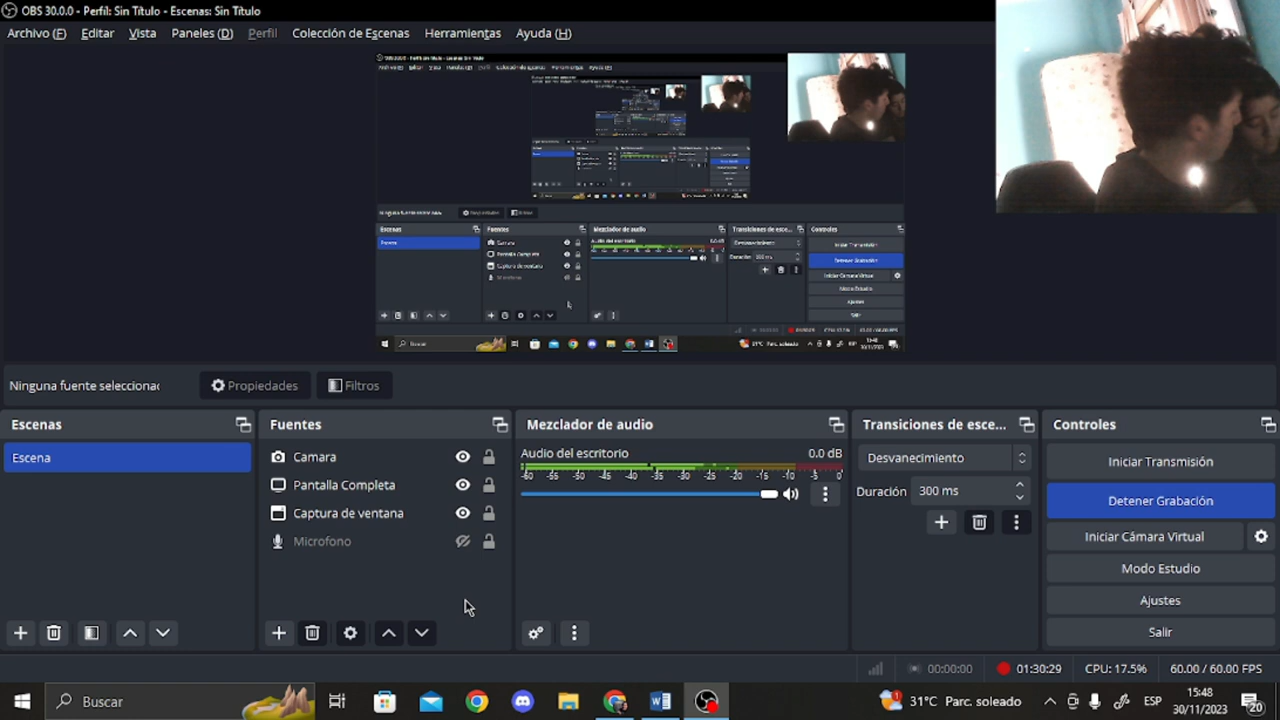 OBS 30.0.0 - Perfil: Sin Título - Escenas: Sin Título
Archivo (F) Editar Vista Paneles (D) Perfil Colección de Escenas Herramientas Ayuda (H)
Ninguna fuente seleccionad Propiedades Filtros
Escenas Fuentes Mezclador de audio Transiciones de esce... Controles
Escena
Camara
Pantalla Completa
Captura de ventana
Microfono
Audio del escritorio 0.0 dB
-60 -55 -50 -45 -40 -35 -30 -25 -20 -15 -10 -5 0
Desvanecimiento
Duración 300 ms
Iniciar Transmisión
Detener Grabación
Iniciar Cámara Virtual
Modo Estudio
Ajustes
Salir
00:00:00 01:30:29 CPU: 17.5% 60.00 / 60.00 FPS
Buscar 1 31°C Parc. soleado ESP 15:48
30/11/2023 20